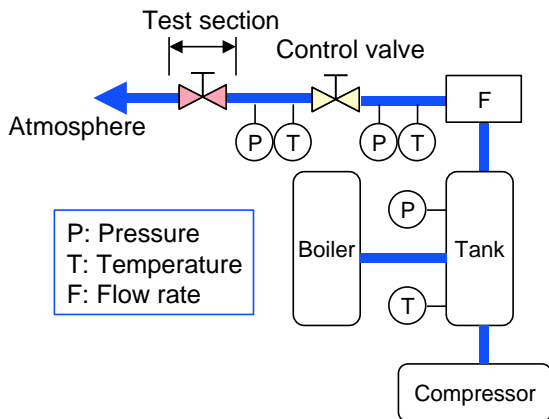 Test section
Control valve
F
Atmosphere
P
T
P
T
P
Boiler
Tank
T
P: Pressure
T: Temperature
F: Flow rate
Compressor